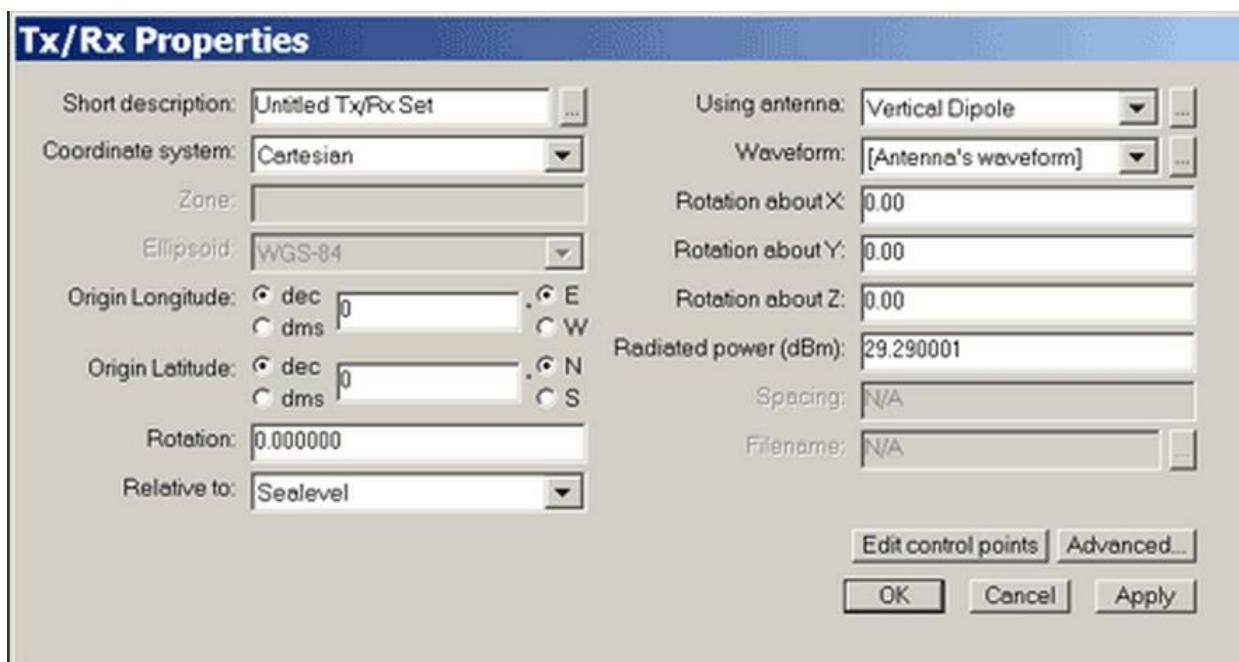 Tx/Rx Properties
Short description: Untitled Tx/Rx Set ...
Coordinate system: Cartesian
Zone:
Ellipsoid: WGS-84
Origin Longitude: dec 0 . E
dms W
Origin Latitude: dec 0 . N
dms S
Rotation: 0.000000
Relative to: Sealevel
Using antenna: Vertical Dipole ...
Waveform: [Antenna's waveform] ...
Rotation about X: 0.00
Rotation about Y: 0.00
Rotation about Z: 0.00
Radiated power (dBm): 29.290001
Spacing: N/A
Filename: N/A ...
Edit control points Advanced...
OK Cancel Apply